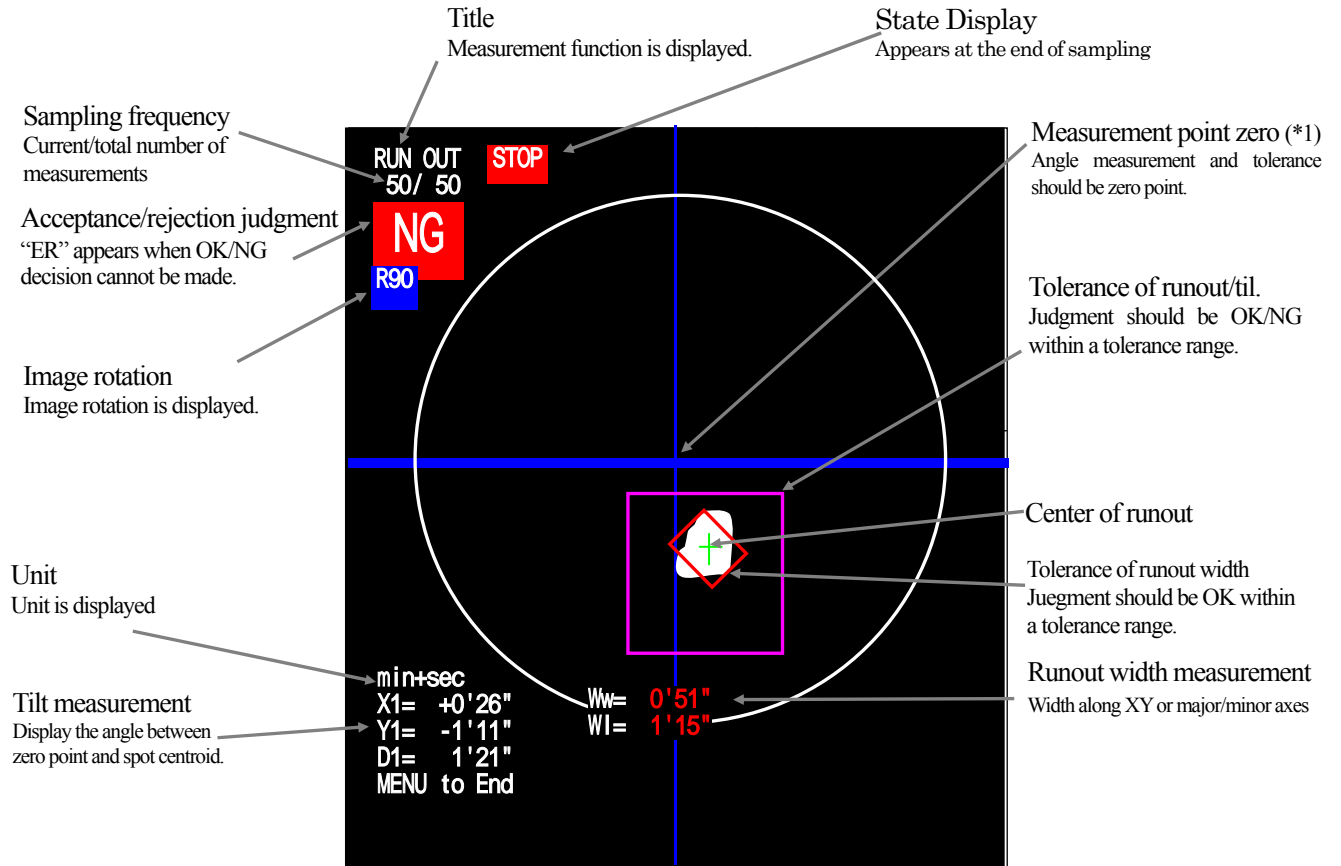 Title
Measurement function is displayed.
State Display
Appears at the end of sampling
Sampling frequency
Current/total number of
measurements
Acceptance/rejection judgment
“ER” appears when OK/NG
decision cannot be made.
Image rotation
Image rotation is displayed.
Unit
Unit is displayed
Tilt measurement
Display the angle between
zero point and spot centroid.
RUN OUT
STOP
50/ 50
NG
R90
min+sec
X1= +0'26"
Y1= -1'11"
D1= 1'21"
MENU to End
Ww= 0'51"
Wl= 1'15"
Measurement point zero (*1)
Angle measurement and tolerance
should be zero point.
Tolerance of runout/til.
Judgment should be OK/NG
within a tolerance range.
Center of runout
Tolerance of runout width
Juegment should be OK within
a tolerance range.
Runout width measurement
Width along XY or major/minor axes